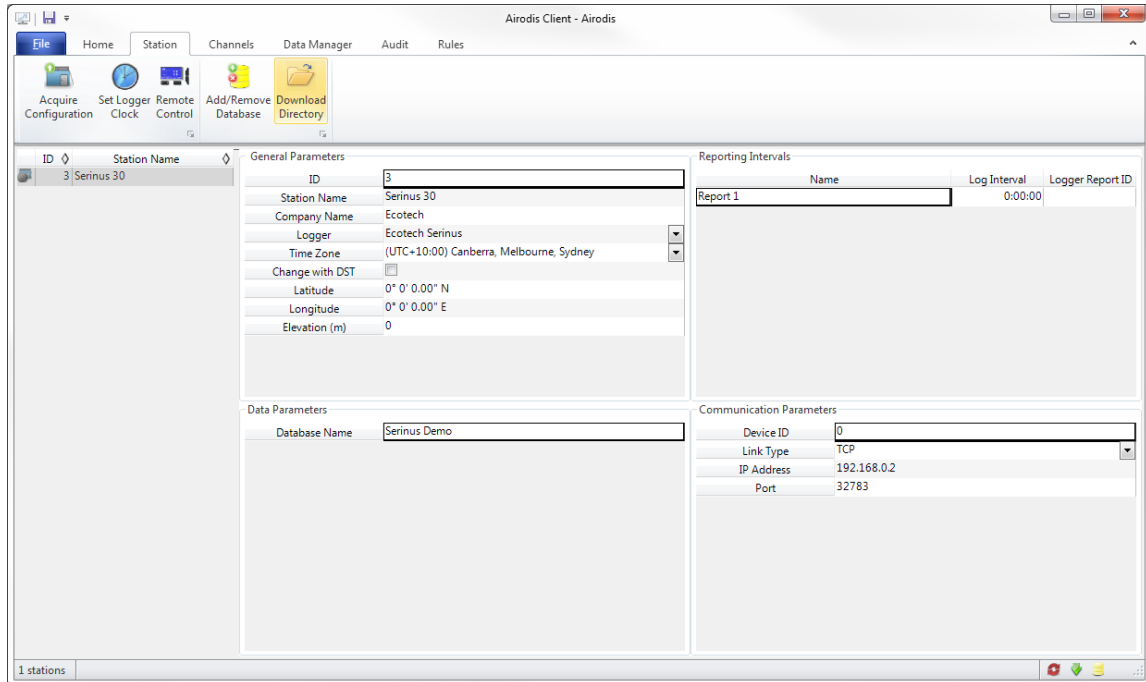 Airodis Client - Airodis
File Home Station Channels Data Manager Audit Rules
Acquire Configuration
Set Logger Clock
Remote Control
Add/Remove Database
Download Directory
ID Station Name
3 Serinus 30
General Parameters
ID 3
Station Name Serinus 30
Company Name Ecotech
Logger Ecotech Serinus
Time Zone (UTC+10:00) Canberra, Melbourne, Sydney
Change with DST
Latitude 0° 0' 0.00" N
Longitude 0° 0' 0.00" E
Elevation (m) 0
Reporting Intervals
Name Log Interval Logger Report ID
Report 1 0:00:00
Data Parameters
Database Name Serinus Demo
Communication Parameters
Device ID 0
Link Type TCP
IP Address 192.168.0.2
Port 32783
1 stations